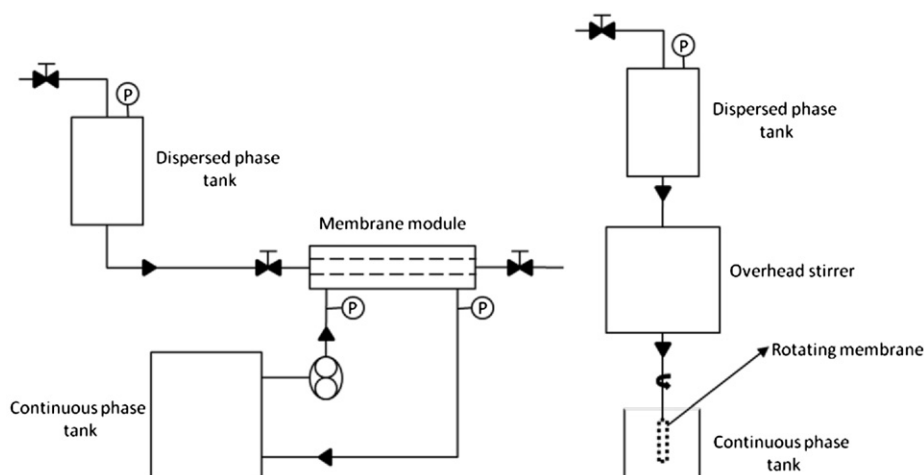 P
Dispersed phase
tank
Membrane module
P
P
Continuous phase
tank
P
Dispersed phase
tank
Overhead stirrer
Rotating membrane
Continuous phase
tank